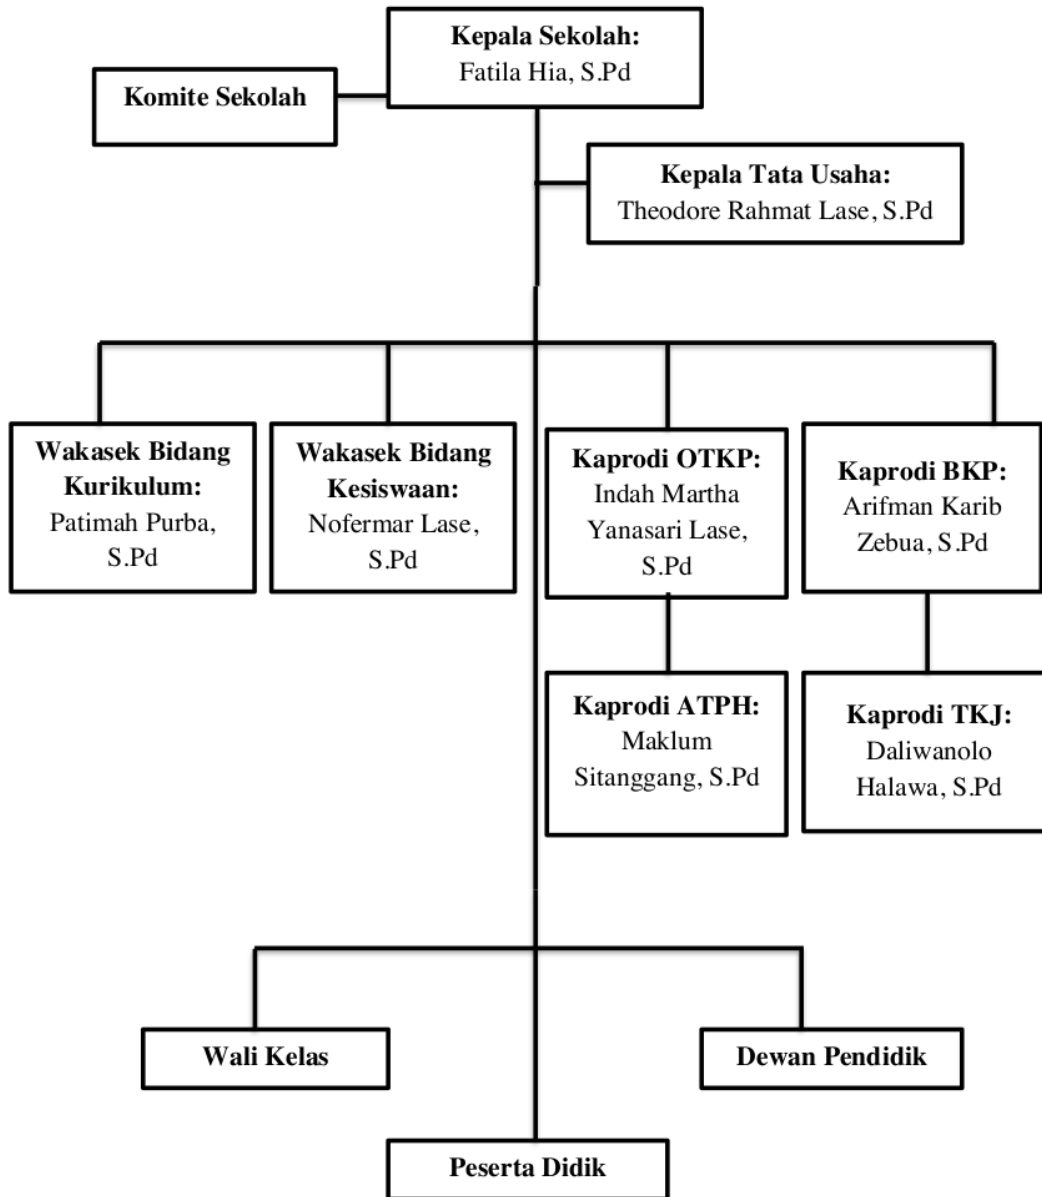 Kepala Sekolah:
Fatila Hia, S.Pd
Komite Sekolah
Kepala Tata Usaha:
Theodore Rahmat Lase, S.Pd
Wakasek Bidang
Kurikulum:
Patimah Purba,
S.Pd
Wakasek Bidang
Kesiswaan:
Nofermar Lase,
S.Pd
Kaprodi OTKP:
Indah Martha
Yanasari Lase,
S.Pd
Kaprodi BKP:
Arifman Karib
Zebua, S.Pd
Kaprodi ATPH:
Maklum
Sitanggang, S.Pd
Kaprodi TKJ:
Daliwanolo
Halawa, S.Pd
Wali Kelas
Dewan Pendidik
Peserta Didik